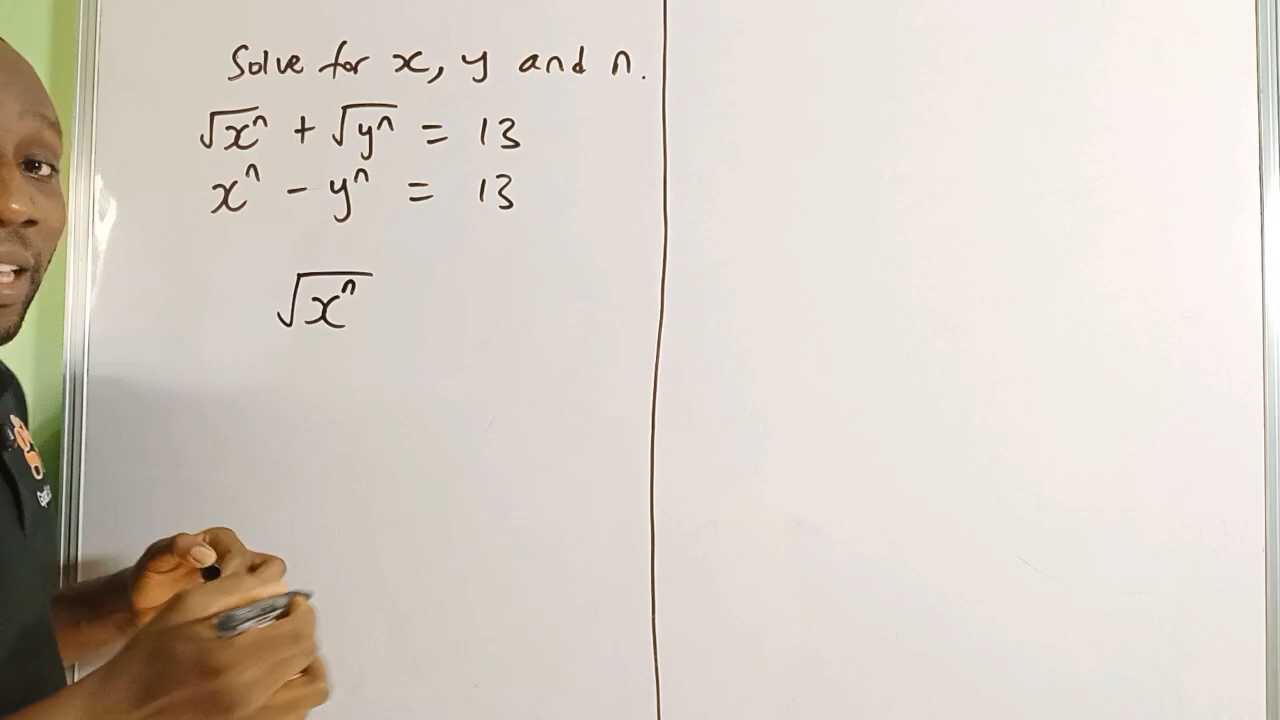 Solve for x, y and n.
√xⁿ + √yⁿ = 13
xⁿ - yⁿ = 13
√xⁿ